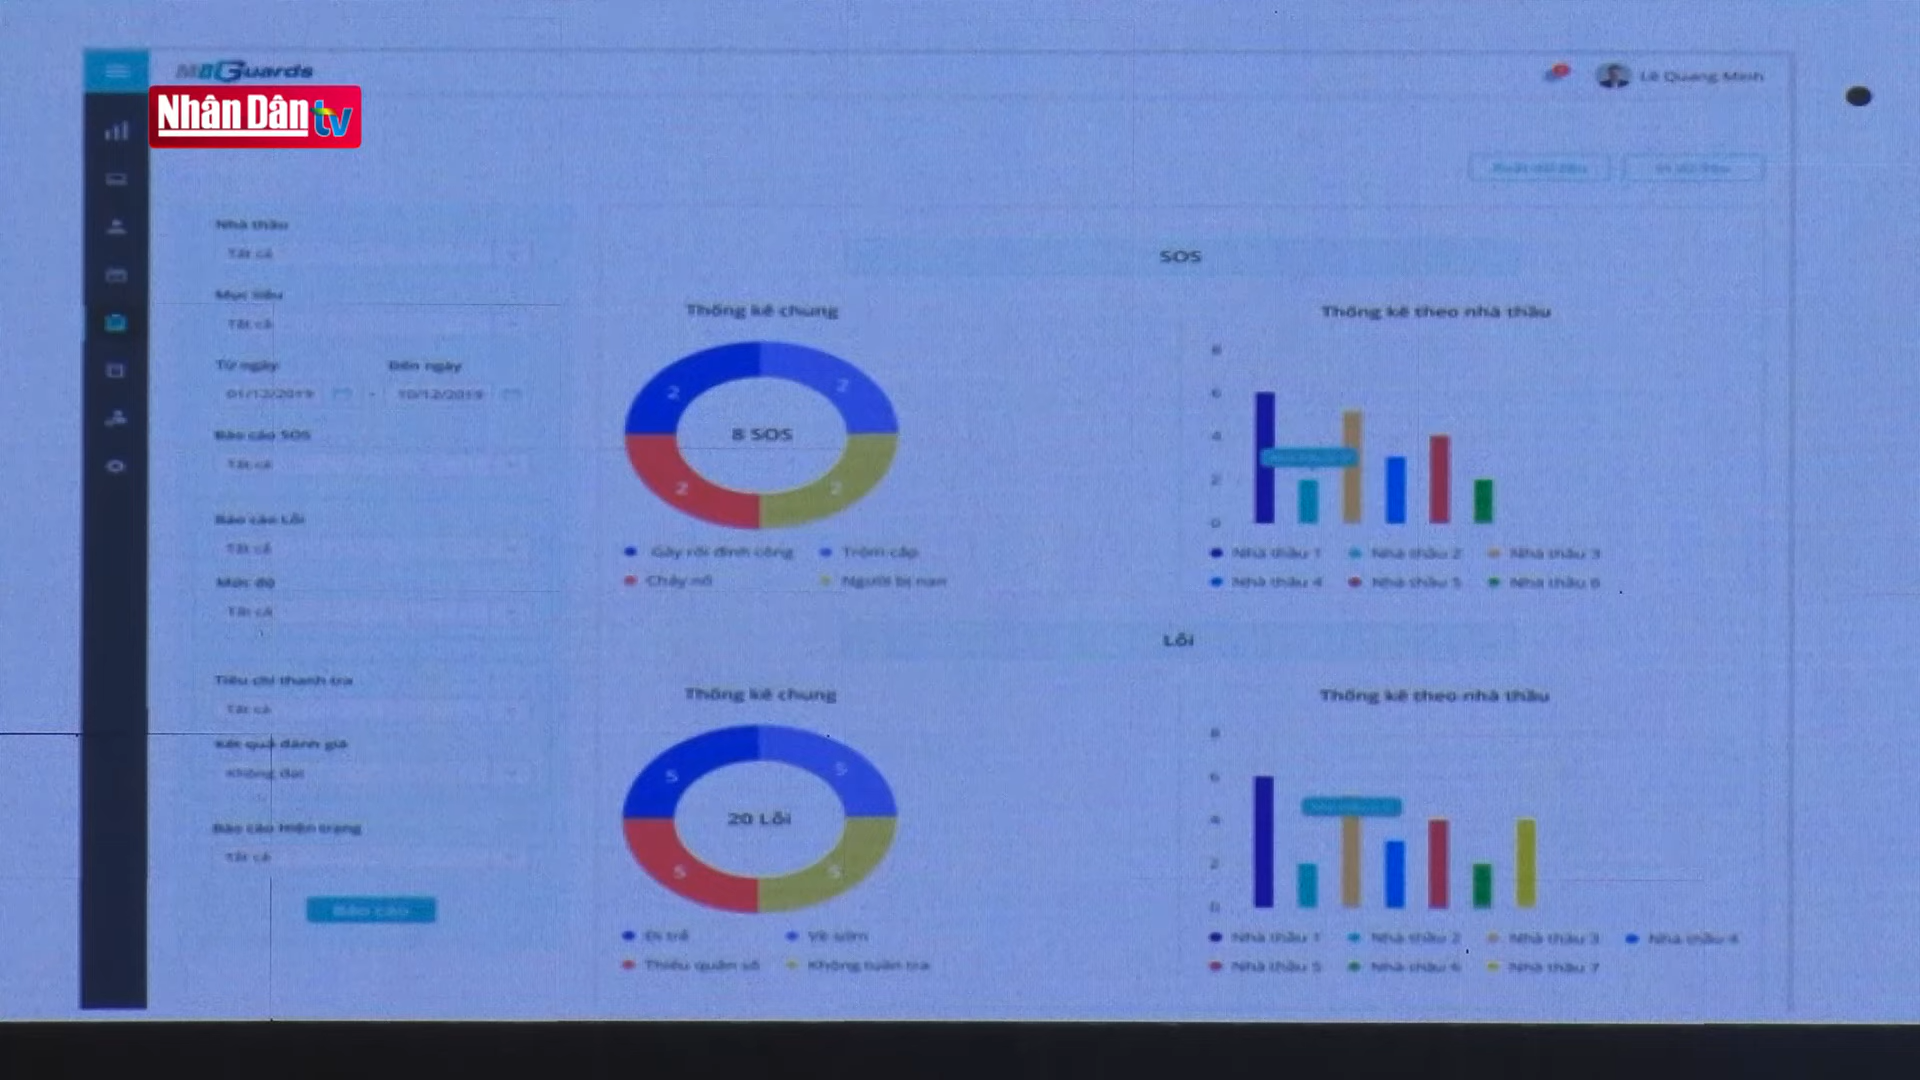 MBGuards
Lê Quang Minh
Nhân Dân tv
Nhà thầu
Tất cả
Mục tiêu
Tất cả
Từ ngày
Đến ngày
01/12/2019 - 10/12/2019
Báo cáo SOS
Tất cả
Báo cáo Lỗi
Tất cả
Mức độ
Tất cả
Tiêu chí thanh tra
Tất cả
Kết quả đánh giá
Không đạt
Báo cáo hiện trạng
Tất cả
Báo cáo
SOS
Thống kê chung
2
2
8 SOS
2
2
Gây rối đình công
Trộm cắp
Cháy nổ
Người bị nạn
Thống kê theo nhà thầu
8
6
4
2
0
Nhà thầu 1
Nhà thầu 2
Nhà thầu 3
Nhà thầu 4
Nhà thầu 5
Nhà thầu 6
Lỗi
Thống kê chung
5
5
20 Lỗi
5
5
Đi trễ
Về sớm
Thiếu quân số
Không tuần tra
Thống kê theo nhà thầu
8
6
4
2
0
Nhà thầu 1
Nhà thầu 2
Nhà thầu 3
Nhà thầu 4
Nhà thầu 5
Nhà thầu 6
Nhà thầu 7